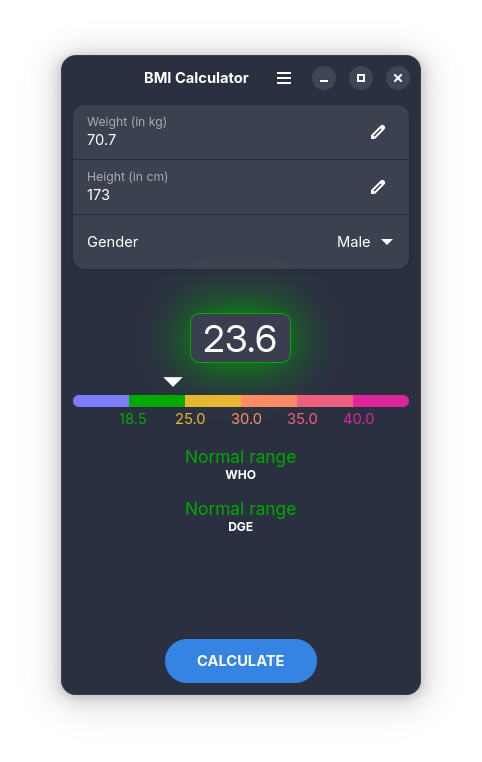 BMI Calculator
Weight (in kg)
70.7
Height (in cm)
173
Gender Male
23.6
18.5 25.0 30.0 35.0 40.0
Normal range
WHO
Normal range
DGE
CALCULATE